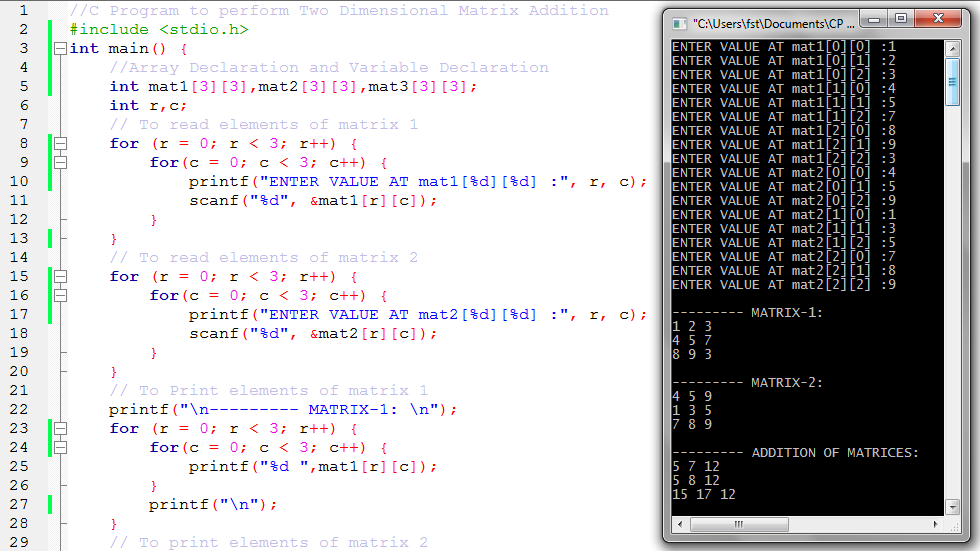 1 //C Program to perform Two Dimensional Matrix Addition
2 #include <stdio.h>
3 int main() {
4 //Array Declaration and Variable Declaration
5 int mat1[3][3],mat2[3][3],mat3[3][3];
6 int r,c;
7 // To read elements of matrix 1
8 for (r = 0; r < 3; r++) {
9 for(c = 0; c < 3; c++) {
10 printf("ENTER VALUE AT mat1[%d][%d] :", r, c);
11 scanf("%d", &mat1[r][c]);
12 }
13 }
14 // To read elements of matrix 2
15 for (r = 0; r < 3; r++) {
16 for(c = 0; c < 3; c++) {
17 printf("ENTER VALUE AT mat2[%d][%d] :", r, c);
18 scanf("%d", &mat2[r][c]);
19 }
20 }
21 // To Print elements of matrix 1
22 printf("\n--------- MATRIX-1: \n");
23 for (r = 0; r < 3; r++) {
24 for(c = 0; c < 3; c++) {
25 printf("%d ",mat1[r][c]);
26 }
27 printf("\n");
28 }
29 // To print elements of matrix 2
"C:\Users\fst\Documents\CP ...
ENTER VALUE AT mat1[0][0] :1
ENTER VALUE AT mat1[0][1] :2
ENTER VALUE AT mat1[0][2] :3
ENTER VALUE AT mat1[1][0] :4
ENTER VALUE AT mat1[1][1] :5
ENTER VALUE AT mat1[1][2] :7
ENTER VALUE AT mat1[2][0] :8
ENTER VALUE AT mat1[2][1] :9
ENTER VALUE AT mat1[2][2] :3
ENTER VALUE AT mat2[0][0] :4
ENTER VALUE AT mat2[0][1] :5
ENTER VALUE AT mat2[0][2] :9
ENTER VALUE AT mat2[1][0] :1
ENTER VALUE AT mat2[1][1] :3
ENTER VALUE AT mat2[1][2] :5
ENTER VALUE AT mat2[2][0] :7
ENTER VALUE AT mat2[2][1] :8
ENTER VALUE AT mat2[2][2] :9
--------- MATRIX-1:
1 2 3
4 5 7
8 9 3
--------- MATRIX-2:
4 5 9
1 3 5
7 8 9
--------- ADDITION OF MATRICES:
5 7 12
5 8 12
15 17 12